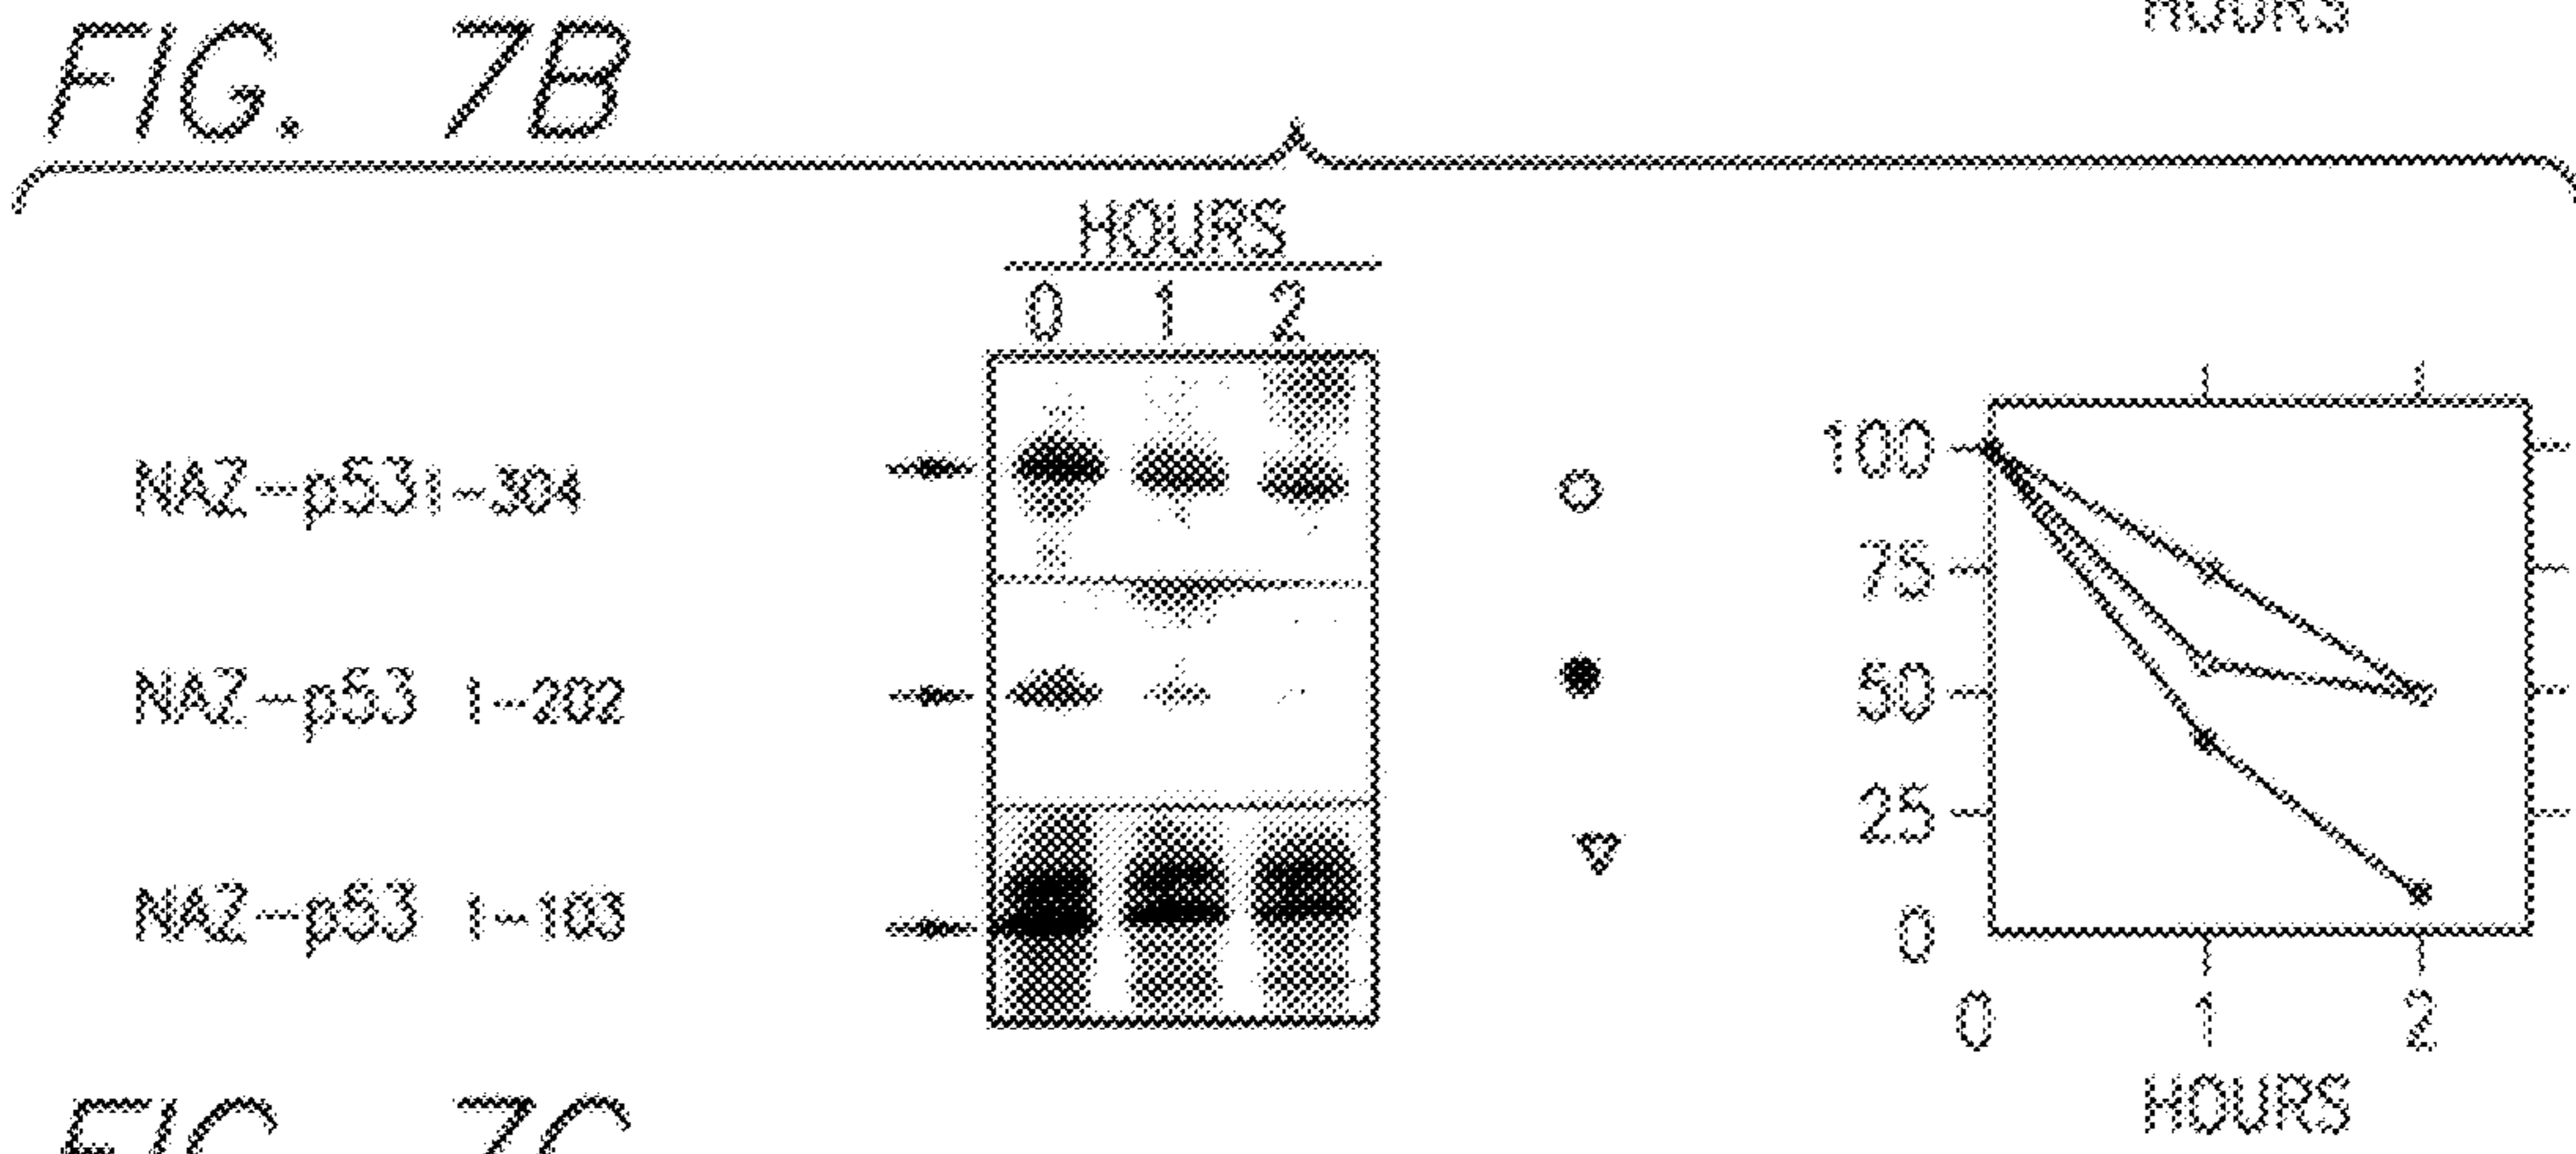 HOURS
FIG. 7B
HOURS
0 1 2
NAZ-p53 1-304
NAZ-p53 1-202
NAZ-p53 1-103
100
75
50
25
0
0 1 2
HOURS
FIG. 7C